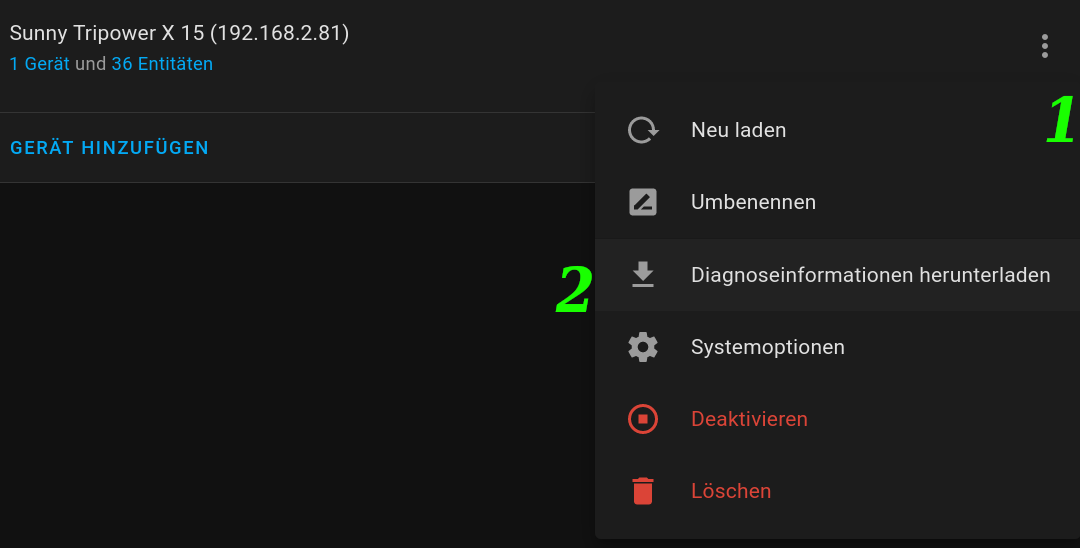 Sunny Tripower X 15 (192.168.2.81)
1 Gerät und 36 Entitäten
1
Neu laden
GERÄT HINZUFÜGEN
Umbenennen
2
Diagnoseinformationen herunterladen
Systemoptionen
Deaktivieren
Löschen